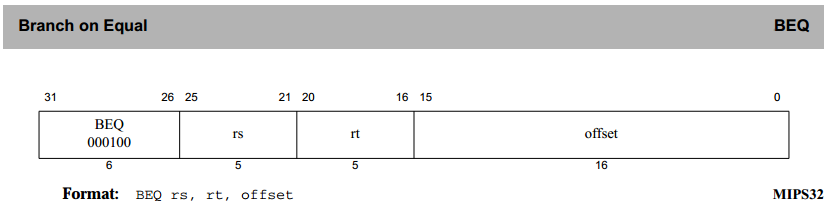 Branch on Equal BEQ
31 26 25 21 20 16 15 0
BEQ
000100 rs rt offset
6 5 5 16
Format: BEQ rs, rt, offset MIPS32